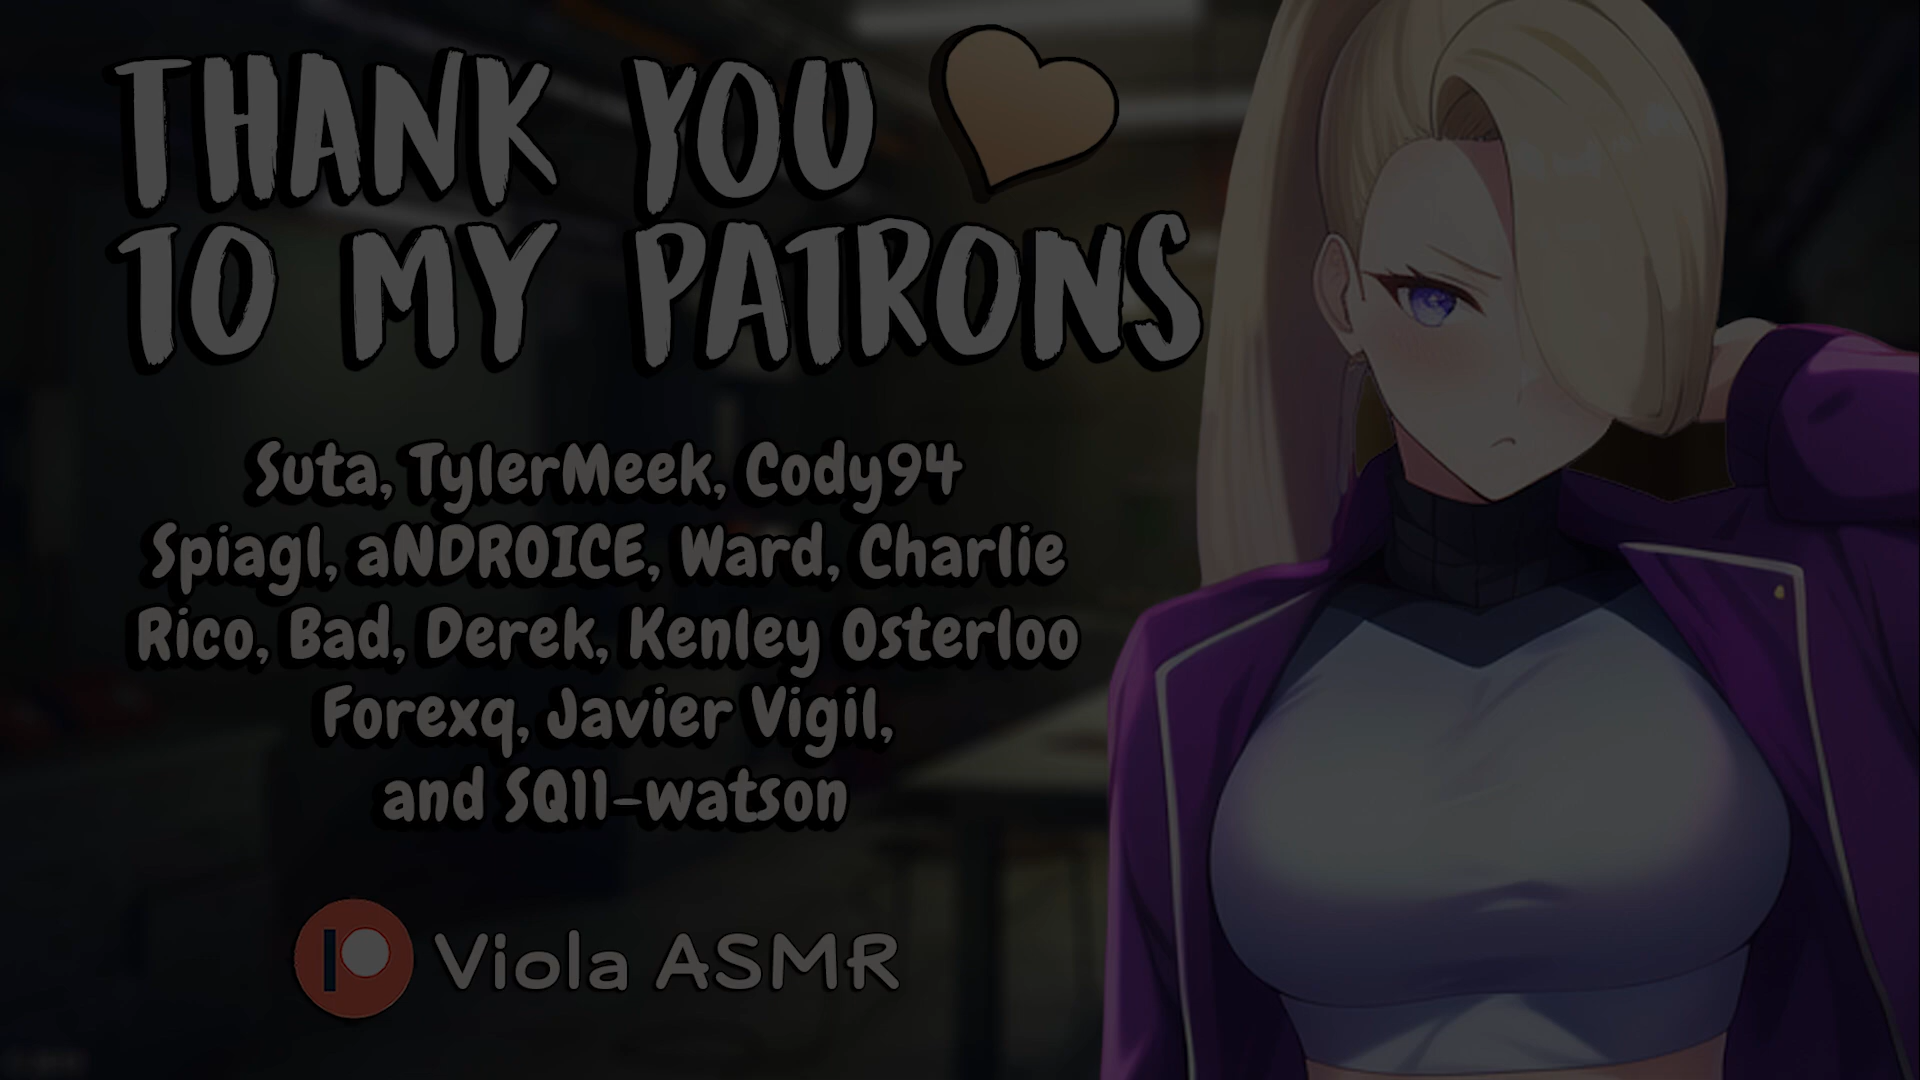 THANK YOU
TO MY PATRONS
Suta, TylerMeek, Cody94
Spiagl, aNDROICE, Ward, Charlie
Rico, Bad, Derek, Kenley Osterloo
Forexq, Javier Vigil,
and SQ11-watson
Viola ASMR